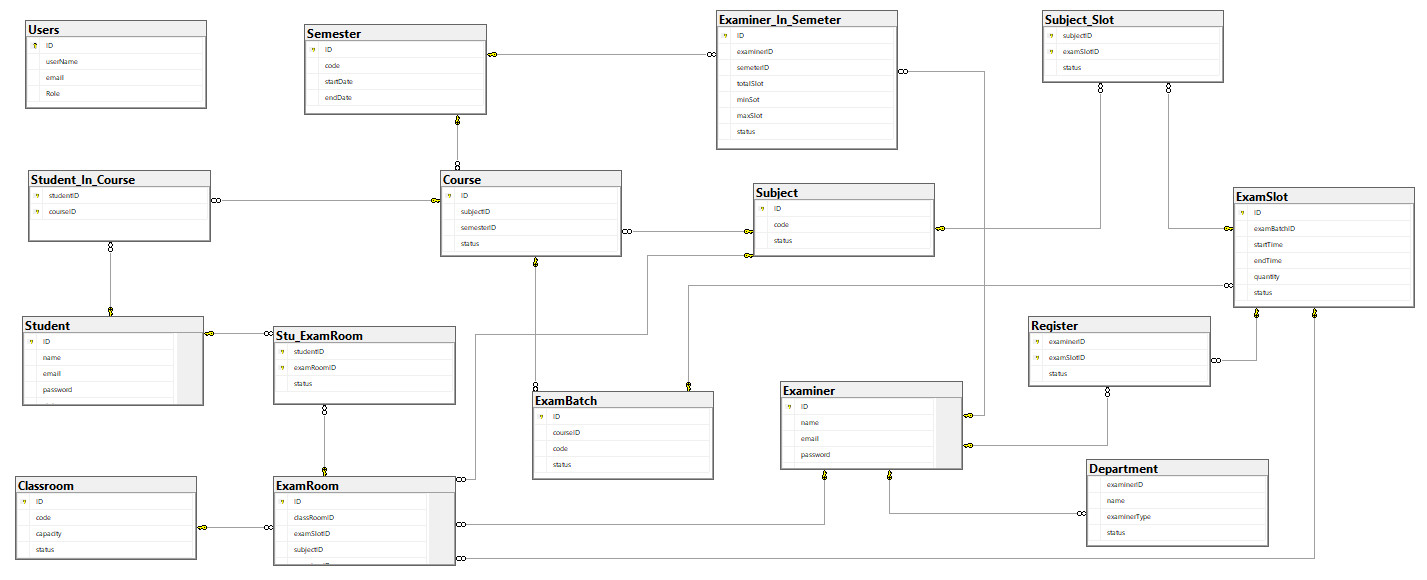 Users
ID
userName
email
Role
Semester
ID
code
startDate
endDate
Examiner_In_Semeter
ID
examinerID
semeterID
totalSlot
minSot
maxSlot
status
Subject_Slot
subjectID
examSlotID
status
Student_In_Course
studentID
courseID
Course
ID
subjectID
semesterID
status
Subject
ID
code
status
ExamSlot
ID
examBatchID
startTime
endTime
quantity
status
Student
ID
name
email
password
Stu_ExamRoom
studentID
examRoomID
status
ExamBatch
ID
courseID
code
status
Examiner
ID
name
email
password
Register
examinerID
examSlotID
status
Classroom
ID
code
capacity
status
ExamRoom
ID
classRoomID
examSlotID
subjectID
Department
examinerID
name
examinerType
status